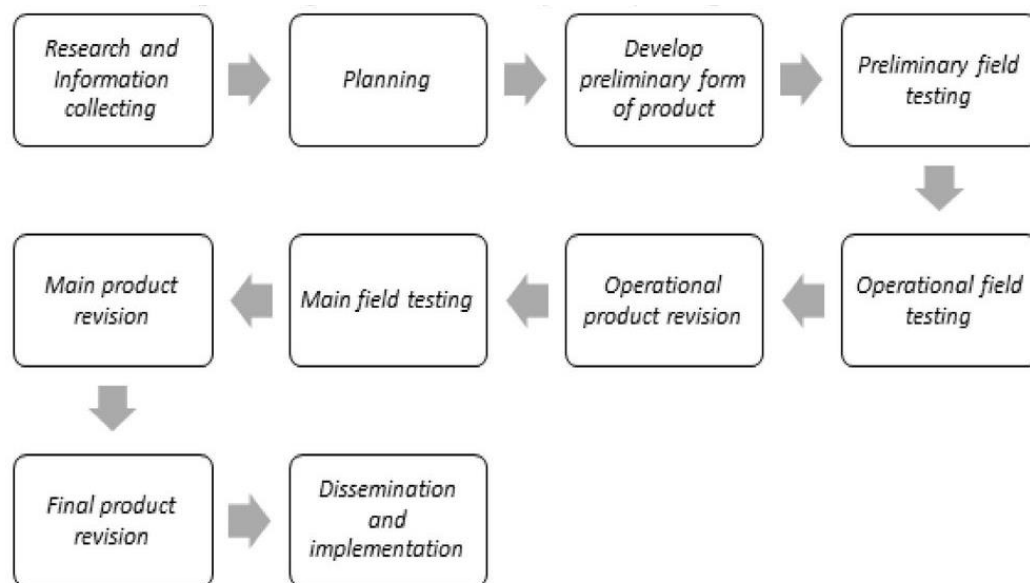 Research and
Information
collecting
Planning
Develop
preliminary form
of product
Preliminary field
testing
Operational field
testing
Operational
product revision
Main field testing
Main product
revision
Final product
revision
Dissemination
and
implementation